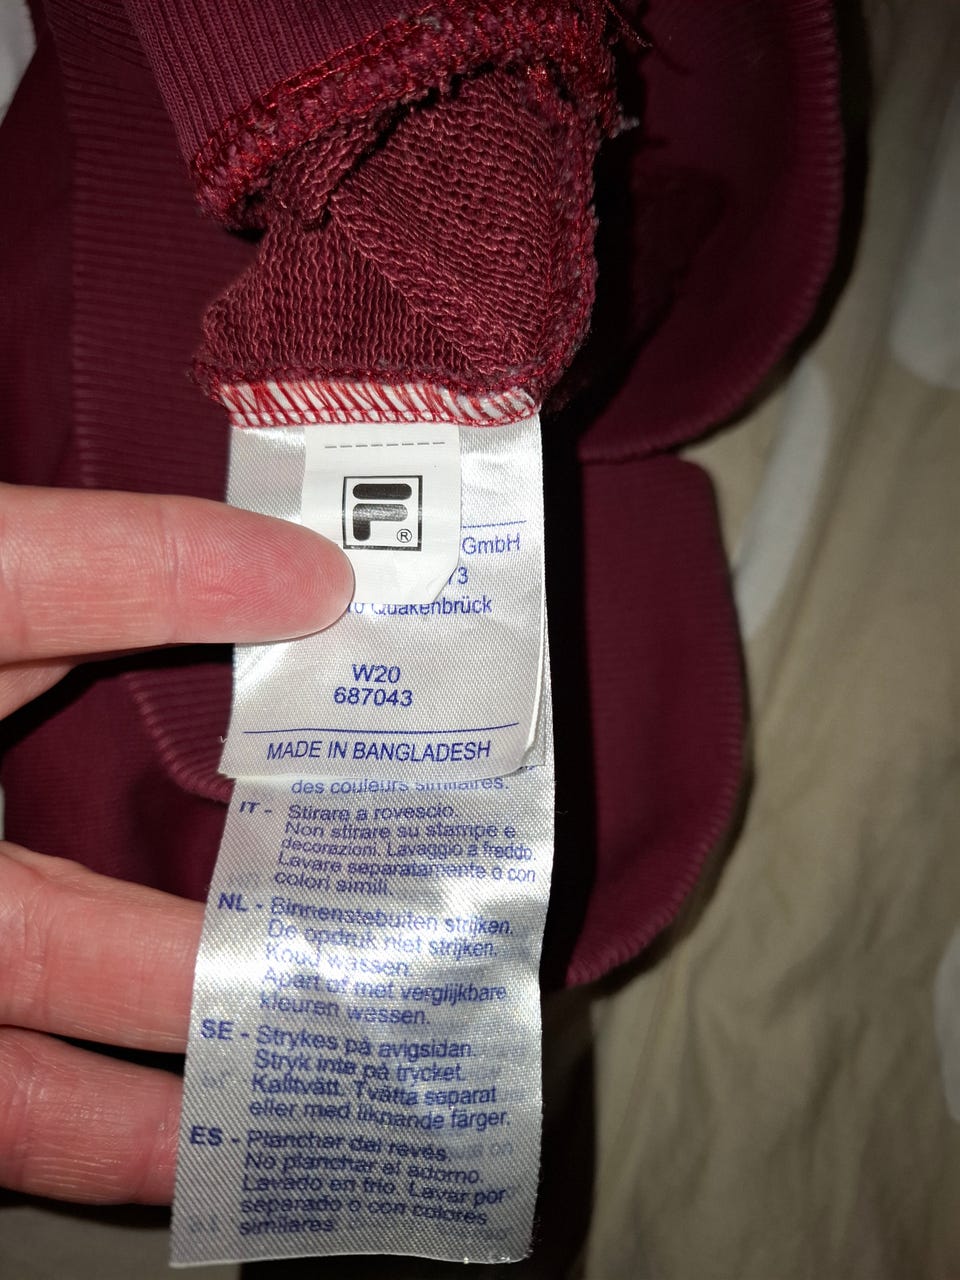 F®
GmbH
73
Quakenbrück
W20
687043
MADE IN BANGLADESH
des couleurs similaires.
IT - Stirare a rovescio.
Non stirare su stampe e
decorazioni. Lavaggio a freddo.
Lavare separatamente o con
colori simili.
NL - Binnenstebuiten strijken.
De opdruk niet strijken.
Koud wassen.
Apart of met verglijkbare
kleuren wassen.
SE - Strykes på avigsidan.
Stryk inte på trycket.
Kalltvätt. Tvätta separat
eller med liknande färger.
ES - Planchar del revés.
No planchar el adorno.
Lavado en frío. Lavar por
separado o con colores
similares